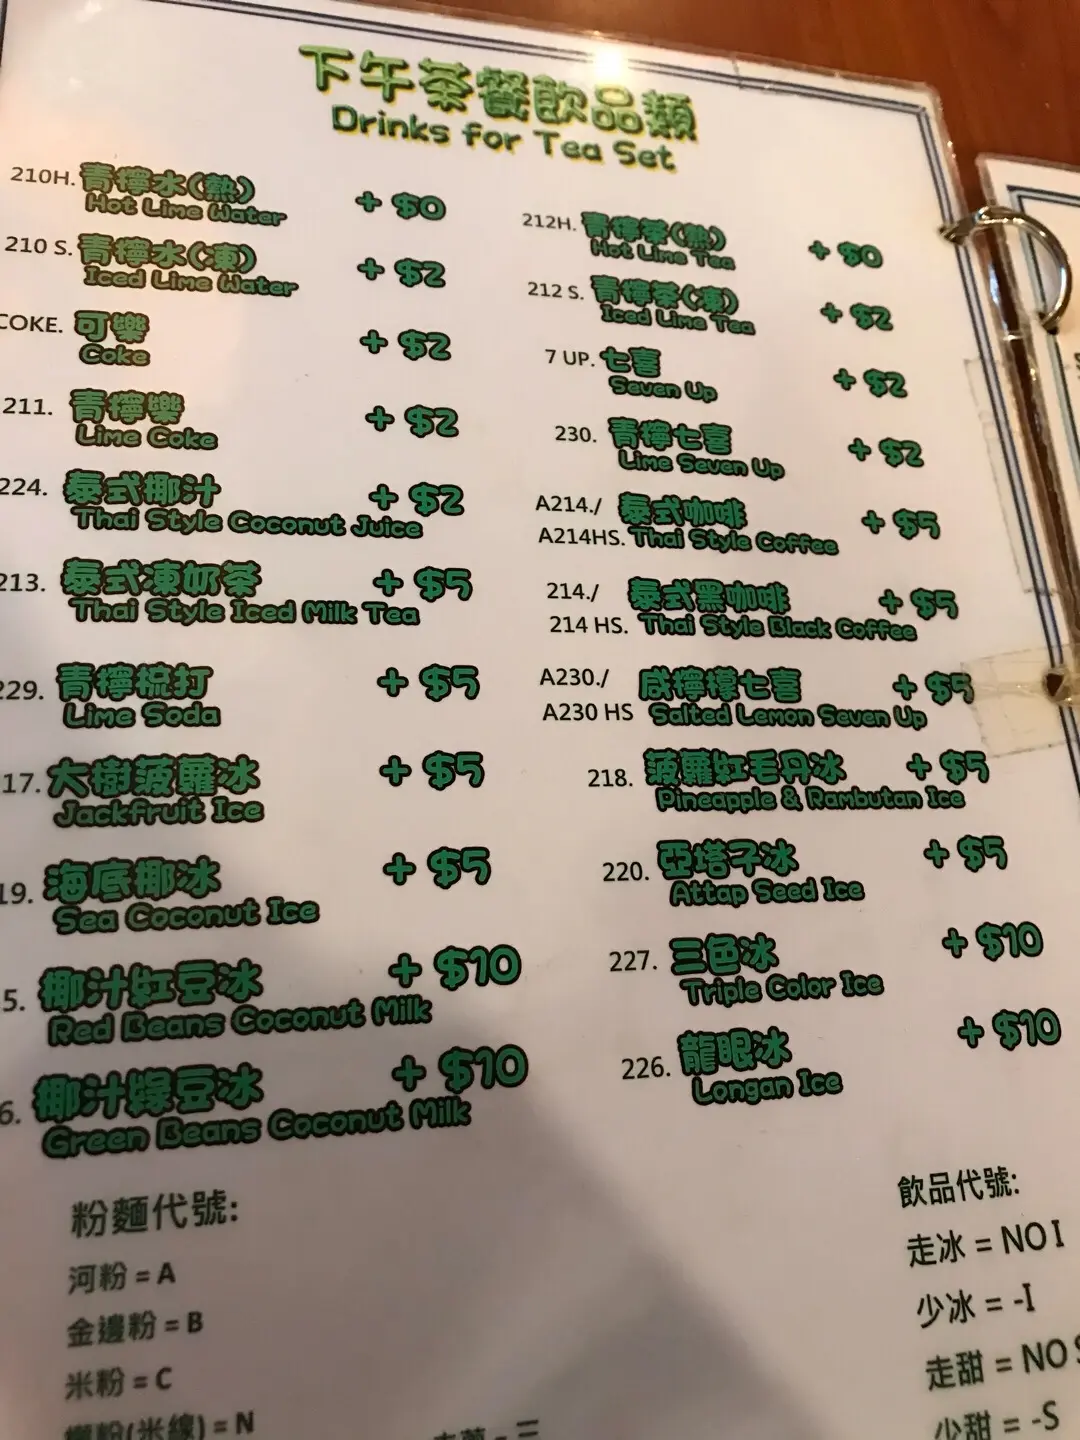 下午茶餐飲品類
Drinks for Tea Set
210H. 青檸水(熱) + $0
Hot Lime Water
210 S. 青檸水(凍) + $2
Iced Lime Water
COKE. 可樂 + $2
Coke
211. 青檸樂 + $2
Lime Coke
224. 泰式椰汁 + $2
Thai Style Coconut Juice
213. 泰式凍奶茶 + $5
Thai Style Iced Milk Tea
229. 青檸梳打 + $5
Lime Soda
17. 大樹菠蘿冰 + $5
Jackfruit Ice
19. 海底椰冰 + $5
Sea Coconut Ice
5. 椰汁紅豆冰 + $10
Red Beans Coconut Milk
6. 椰汁綠豆冰 + $10
Green Beans Coconut Milk
212H. 青檸茶(熱) + $0
Hot Lime Tea
212 S. 青檸茶(凍) + $2
Iced Lime Tea
7 UP. 七喜 + $2
Seven Up
230. 青檸七喜 + $2
Lime Seven Up
A214./ 泰式咖啡 + $5
A214HS. Thai Style Coffee
214./ 泰式黑咖啡 + $5
214 HS. Thai Style Black Coffee
A230./ 咸檸檬七喜 + $5
A230 HS Salted Lemon Seven Up
218. 菠蘿紅毛丹冰 + $5
Pineapple & Rambutan Ice
220. 亞塔子冰 + $5
Attap Seed Ice
227. 三色冰 + $10
Triple Color Ice
226. 龍眼冰 + $10
Longan Ice
粉麵代號:
河粉 = A
金邊粉 = B
米粉 = C
粉(米線) = N
飲品代號:
走冰 = NO I
少冰 = -I
走甜 = NO S
少甜 = -S